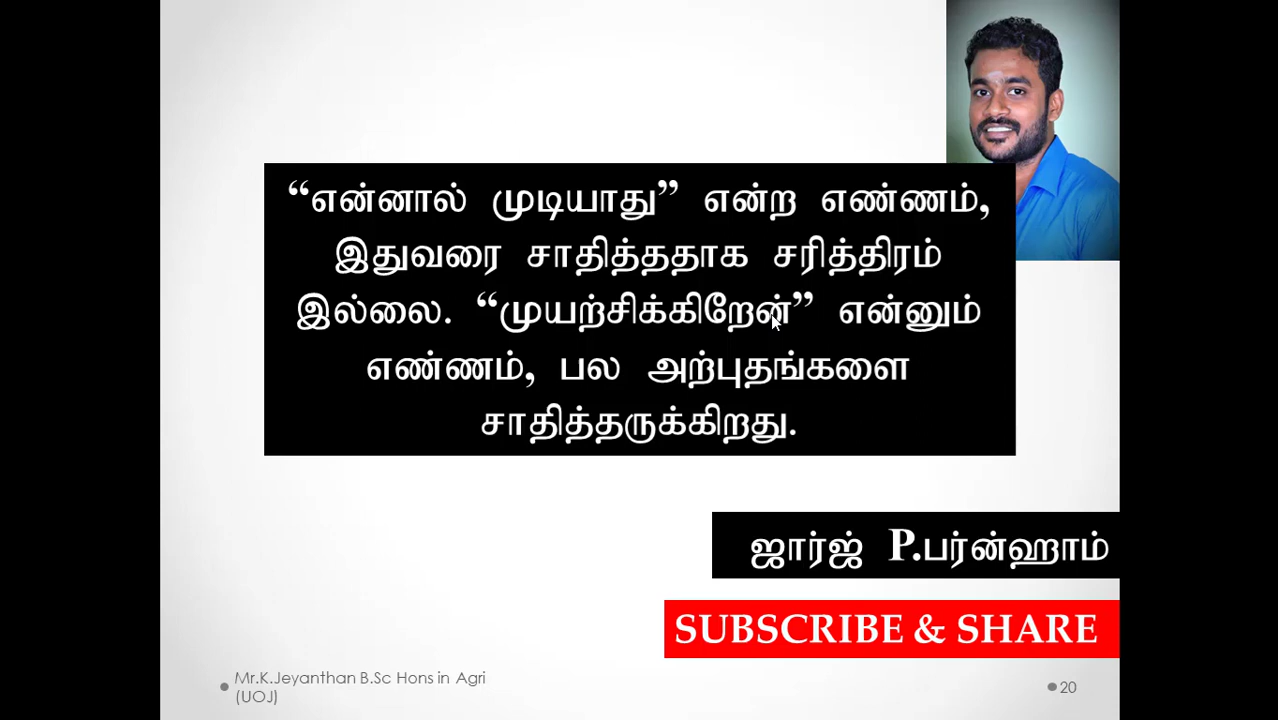 “என்னால் முடியாது” என்ற எண்ணம்,
இதுவரை சாதித்ததாக சரித்திரம்
இல்லை. “முயற்சிக்கிறேன்” என்னும்
எண்ணம், பல அற்புதங்களை
சாதித்தருக்கிறது.
ஜார்ஜ் P.பர்ன்ஹாம்
SUBSCRIBE & SHARE
Mr.K.Jeyanthan B.Sc Hons in Agri
(UOJ)
20